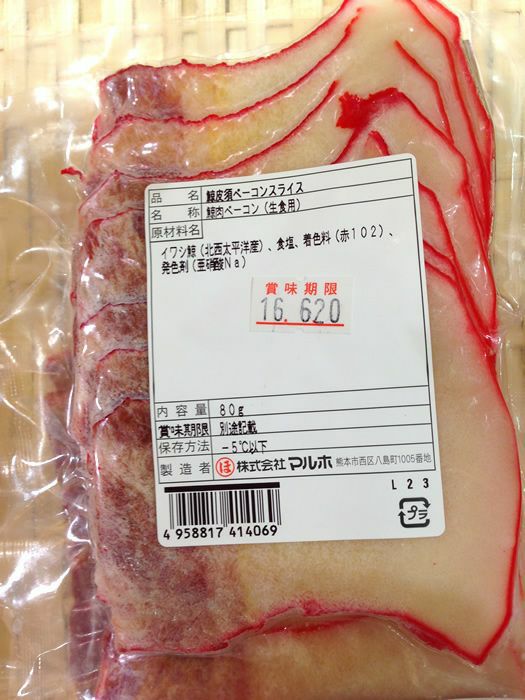 品名 鯨皮須ベーコンスライス
名称 鯨肉ベーコン（生食用）
原材料名
イワシ鯨（北西太平洋産）、食塩、着色料（赤102）、
発色剤（亜硝酸Na）
賞味期限
16. 620
内容量 80g
賞味期限 別途記載
保存方法 －5℃以下
製造者 ほ 株式会社 マルホ 熊本市西区八島町1005番地
L23
プラ
4 958817 414069